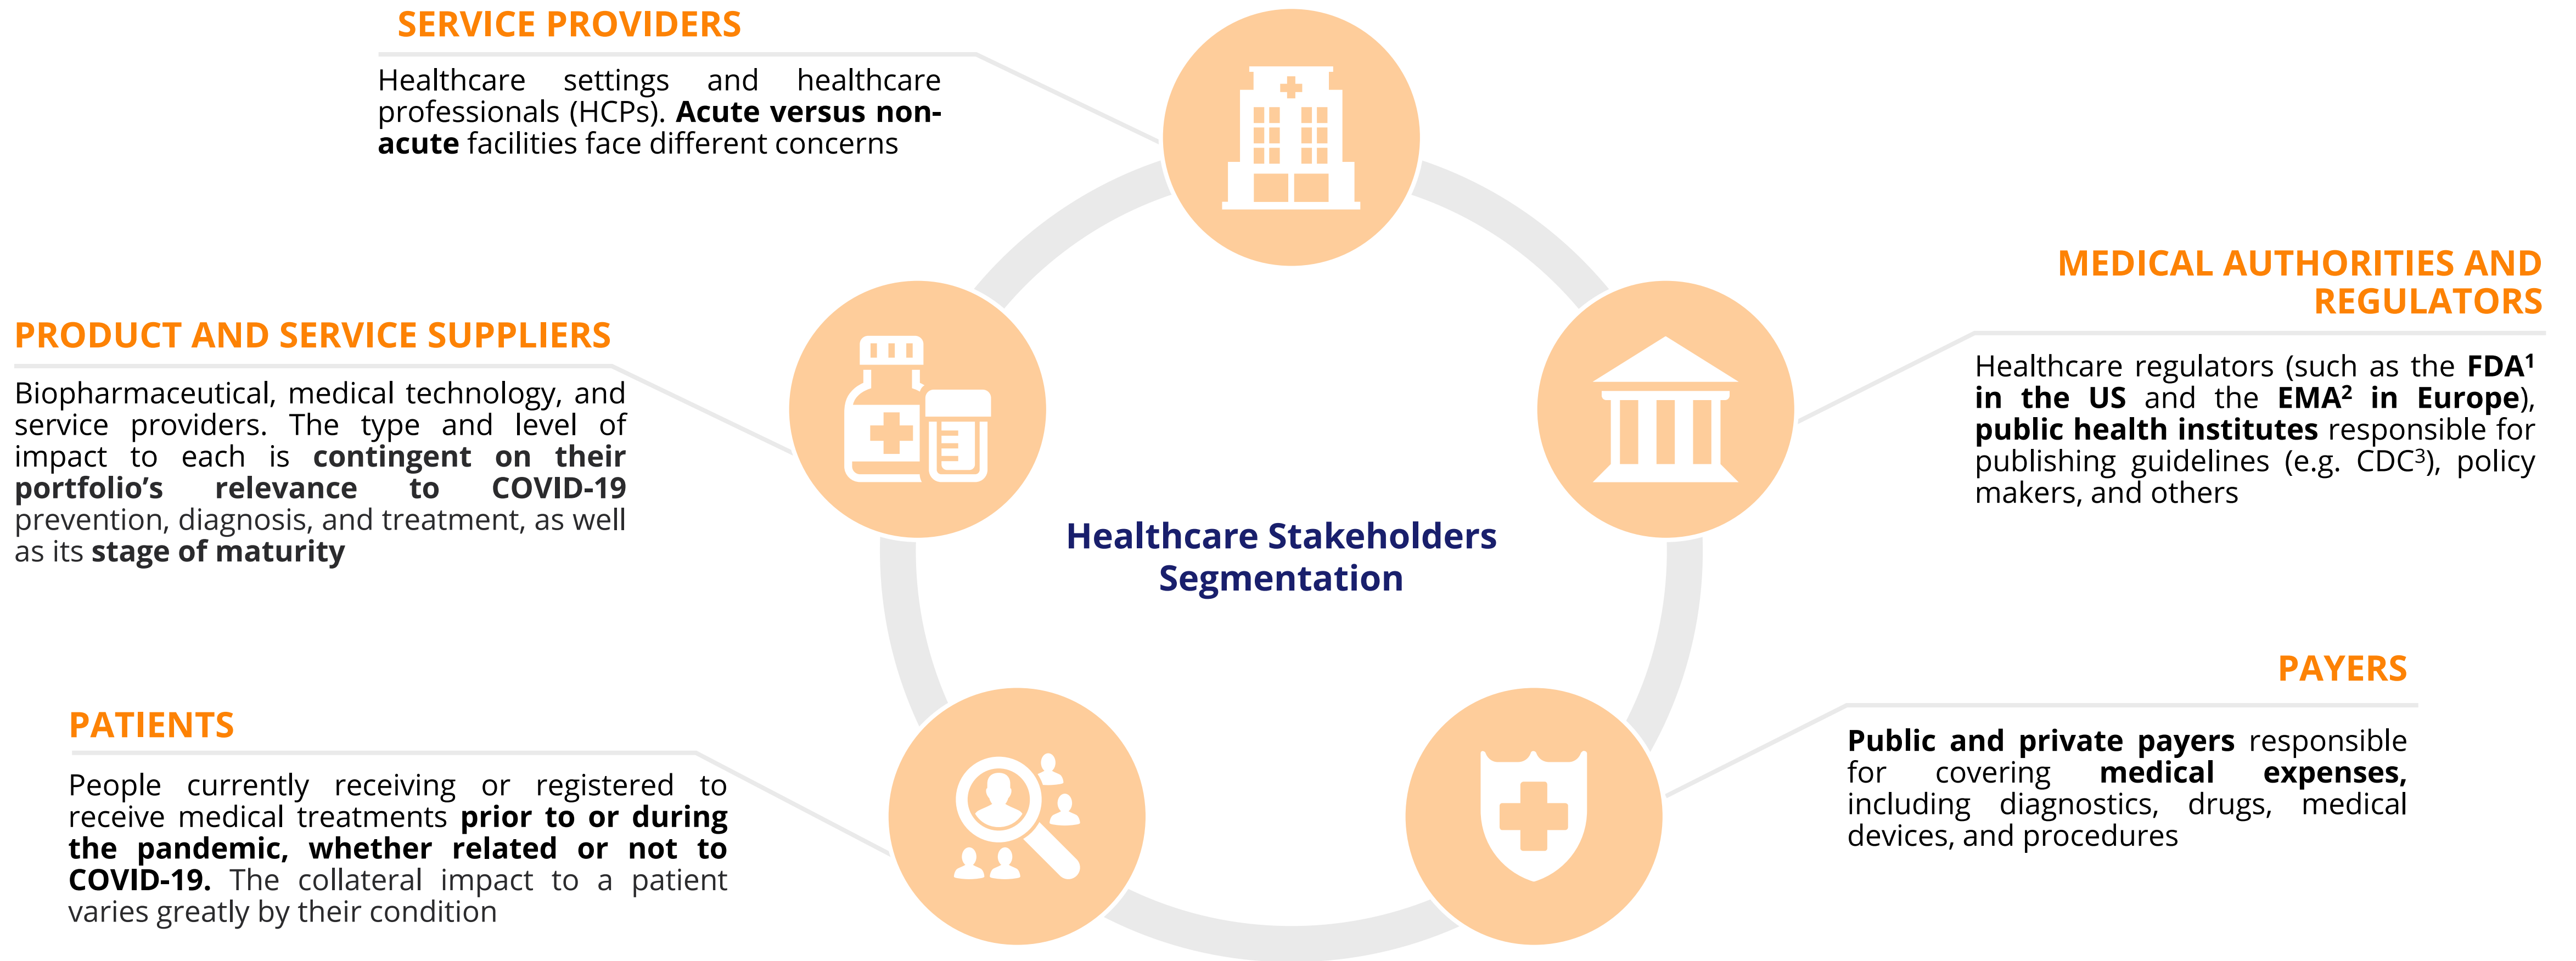 SERVICE PROVIDERS
Healthcare settings and healthcare
professionals (HCPs). Acute versus non-
acute facilities face different concerns
MEDICAL AUTHORITIES AND
REGULATORS
Healthcare regulators (such as the FDA¹
in the US and the EMA² in Europe),
public health institutes responsible for
publishing guidelines (e.g. CDC³), policy
makers, and others
PRODUCT AND SERVICE SUPPLIERS
Biopharmaceutical, medical technology, and
service providers. The type and level of
impact to each is contingent on their
portfolio’s relevance to COVID-19
prevention, diagnosis, and treatment, as well
as its stage of maturity
Healthcare Stakeholders
Segmentation
PAYERS
Public and private payers responsible
for covering medical expenses,
including diagnostics, drugs, medical
devices, and procedures
PATIENTS
People currently receiving or registered to
receive medical treatments prior to or during
the pandemic, whether related or not to
COVID-19. The collateral impact to a patient
varies greatly by their condition